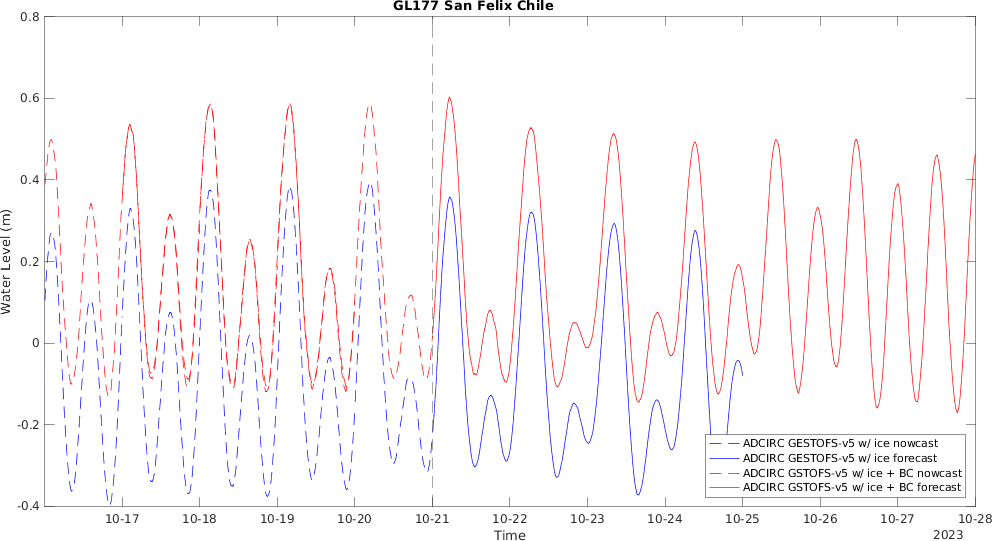 GL177 San Felix Chile
0.8
0.6
0.4
0.2
0
-0.2
-0.4
Water Level (m)
ADCIRC GESTOFS-v5 w/ ice nowcast
ADCIRC GESTOFS-v5 w/ ice forecast
ADCIRC GSTOFS-v5 w/ ice + BC nowcast
ADCIRC GSTOFS-v5 w/ ice + BC forecast
10-17 10-18 10-19 10-20 10-21 10-22 10-23 10-24 10-25 10-26 10-27 10-28
Time
2023